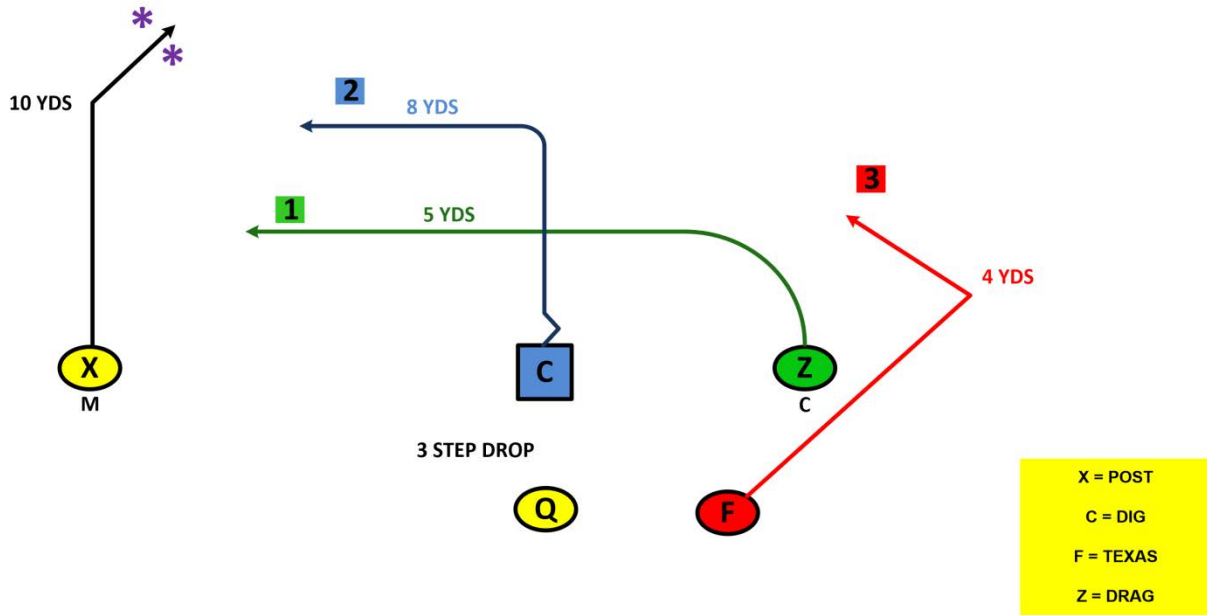 * *
10 YDS
2
8 YDS
3
1
5 YDS
4 YDS
X
C
Z
M
C
3 STEP DROP
Q
F
X = POST
C = DIG
F = TEXAS
Z = DRAG